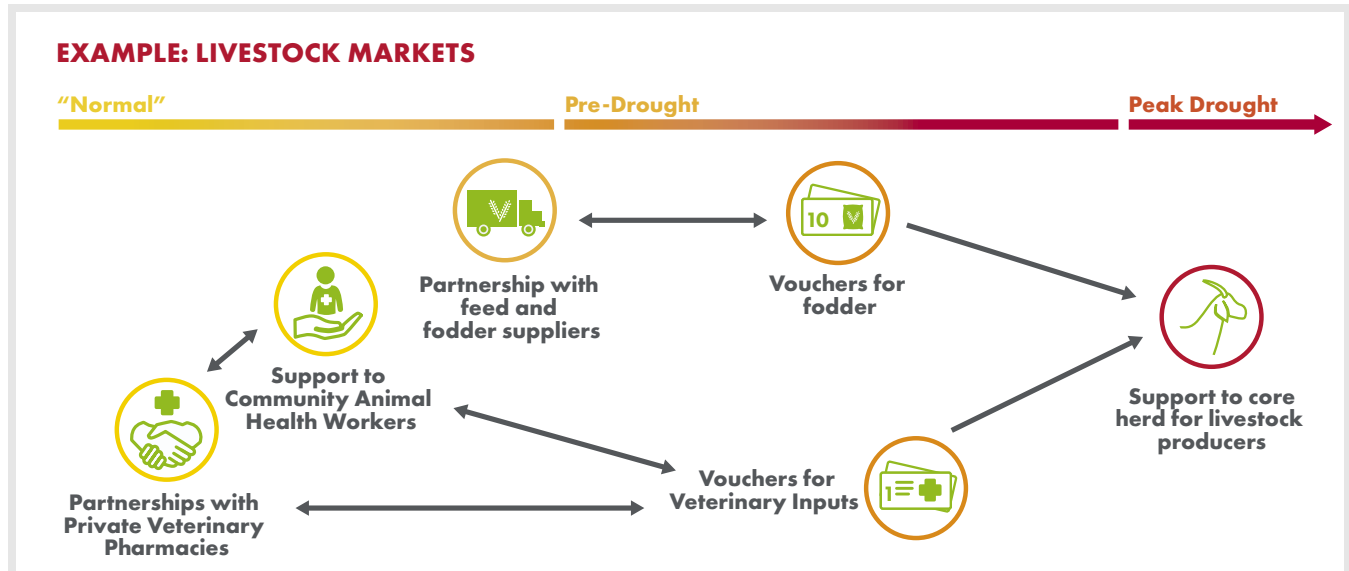 EXAMPLE: LIVESTOCK MARKETS
“Normal”
Pre-Drought
Peak Drought
Partnership with
feed and
fodder suppliers
10
Vouchers for
fodder
Support to
Community Animal
Health Workers
Support to core
herd for livestock
producers
Partnerships with
Private Veterinary
Pharmacies
Vouchers for
Veterinary Inputs
1